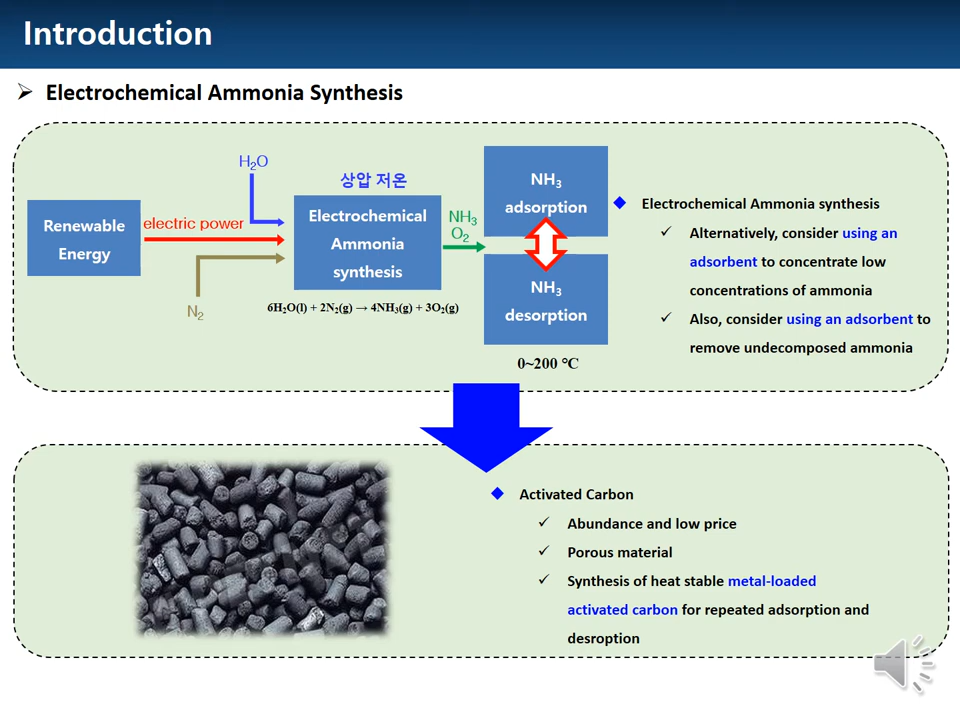 Introduction
Electrochemical Ammonia Synthesis
H₂O
상압 저온
Renewable
Energy
electric power
N₂
Electrochemical
Ammonia
synthesis
6H₂O(l) + 2N₂(g) → 4NH₃(g) + 3O₂(g)
NH₃
O₂
NH₃
adsorption
NH₃
desorption
0~200 ℃
Electrochemical Ammonia synthesis
Alternatively, consider using an
adsorbent to concentrate low
concentrations of ammonia
Also, consider using an adsorbent to
remove undecomposed ammonia
Activated Carbon
Abundance and low price
Porous material
Synthesis of heat stable metal-loaded
activated carbon for repeated adsorption and
desroption